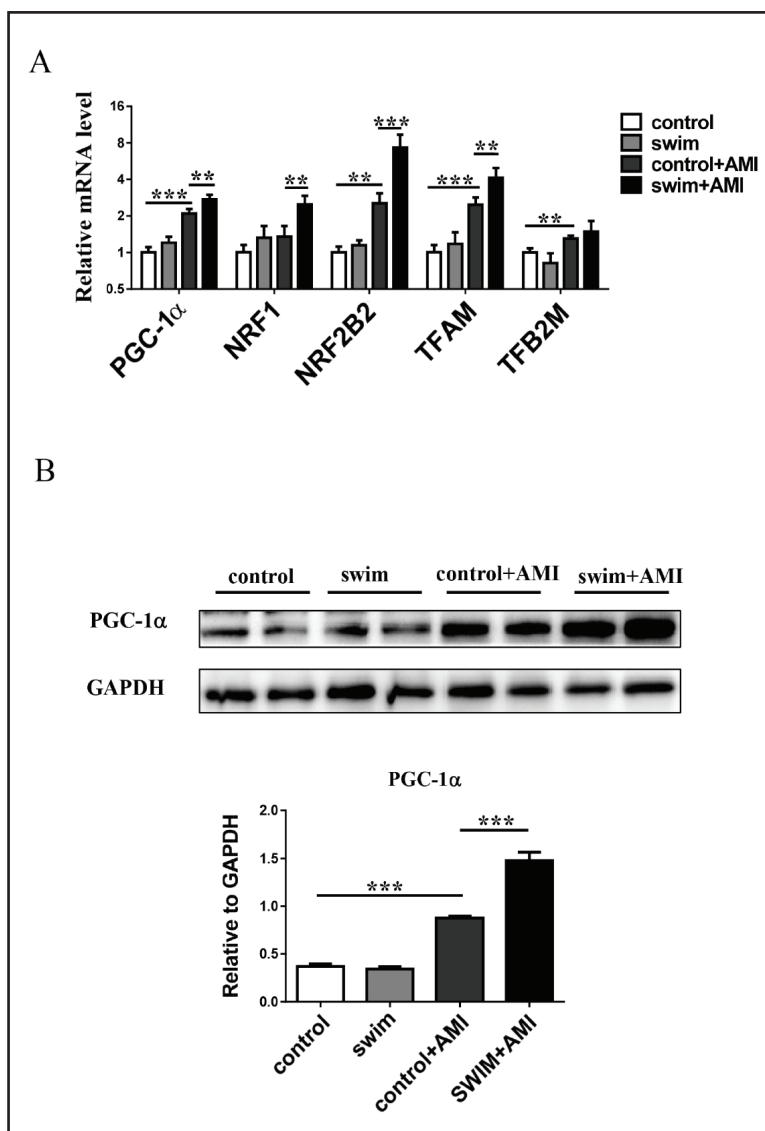 A
Relative mRNA level
16
8
4
2
1
0.5
*** ** ** ** *** *** ** **
control
swim
control+AMI
swim+AMI
PGC-1α NRF1 NRF2B2 TFAM TFB2M
B
control swim control+AMI swim+AMI
PGC-1α
GAPDH
PGC-1α
Relative to GAPDH
2.0
1.5
1.0
0.5
0.0
***
***
control swim control+AMI SWIM+AMI